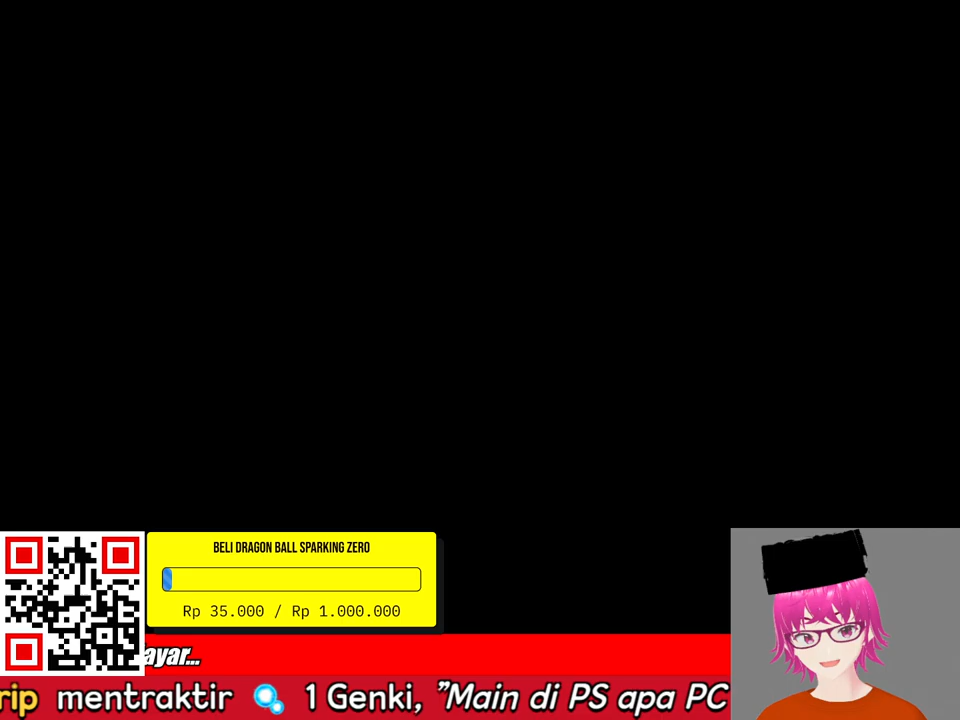 BELI DRAGON BALL SPARKING ZERO
Rp 35.000 / Rp 1.000.000
ayar...
rip mentraktir 1 Genki, "Main di PS apa PC